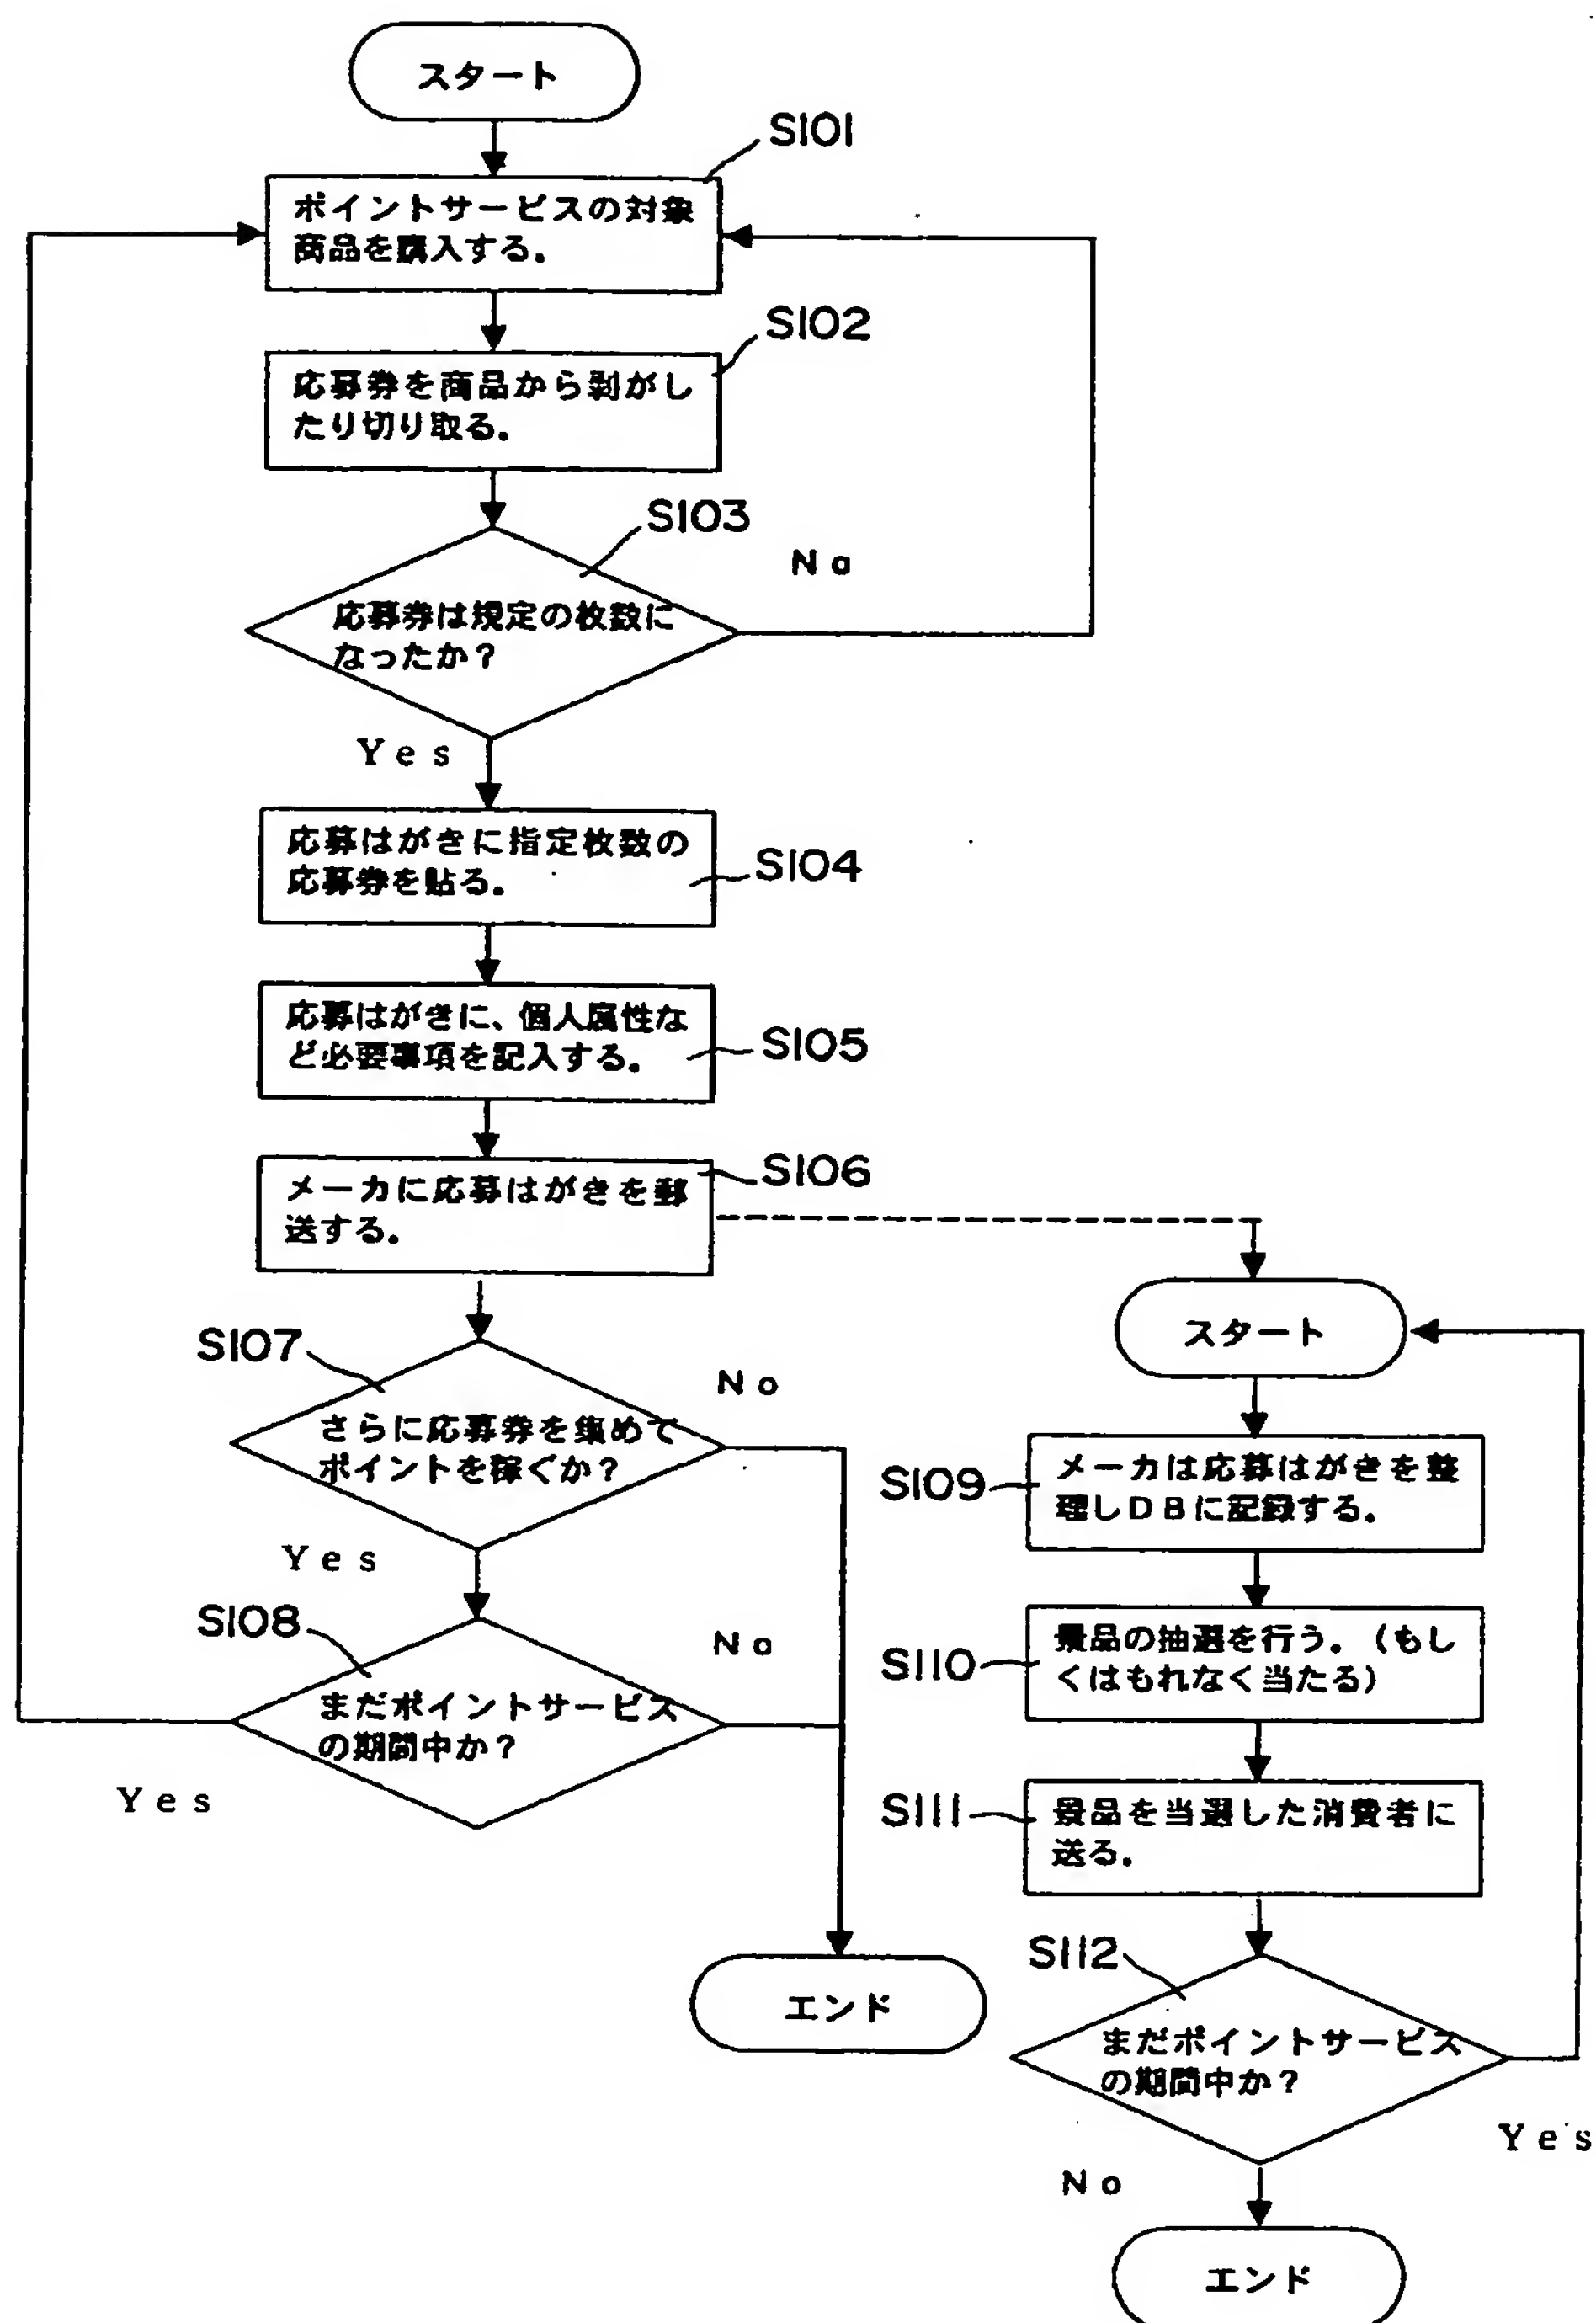 スタート
S101
ポイントサービスの対象
商品を購入する。
S102
応募券を商品から剥がし
たり切り取る。
S103
No
応募券は規定の枚数に
なったか?
Yes
応募はがきに指定枚数の
応募券を貼る。
S104
応募はがきに、個人属性な
ど必要事項を記入する。
S105
S106
メーカに応募はがきを郵
送する。
S107
No
さらに応募券を集めて
ポイントを稼ぐか?
Yes
S108
No
まだポイントサービス
の期間中か?
Yes
エンド
スタート
S109
メーカは応募はがきを整
理しDBに記録する。
S110
景品の抽選を行う。(もし
くはもれなく当たる)
S111
景品を当選した消費者に
送る。
S112
まだポイントサービス
の期間中か?
Yes
No
エンド